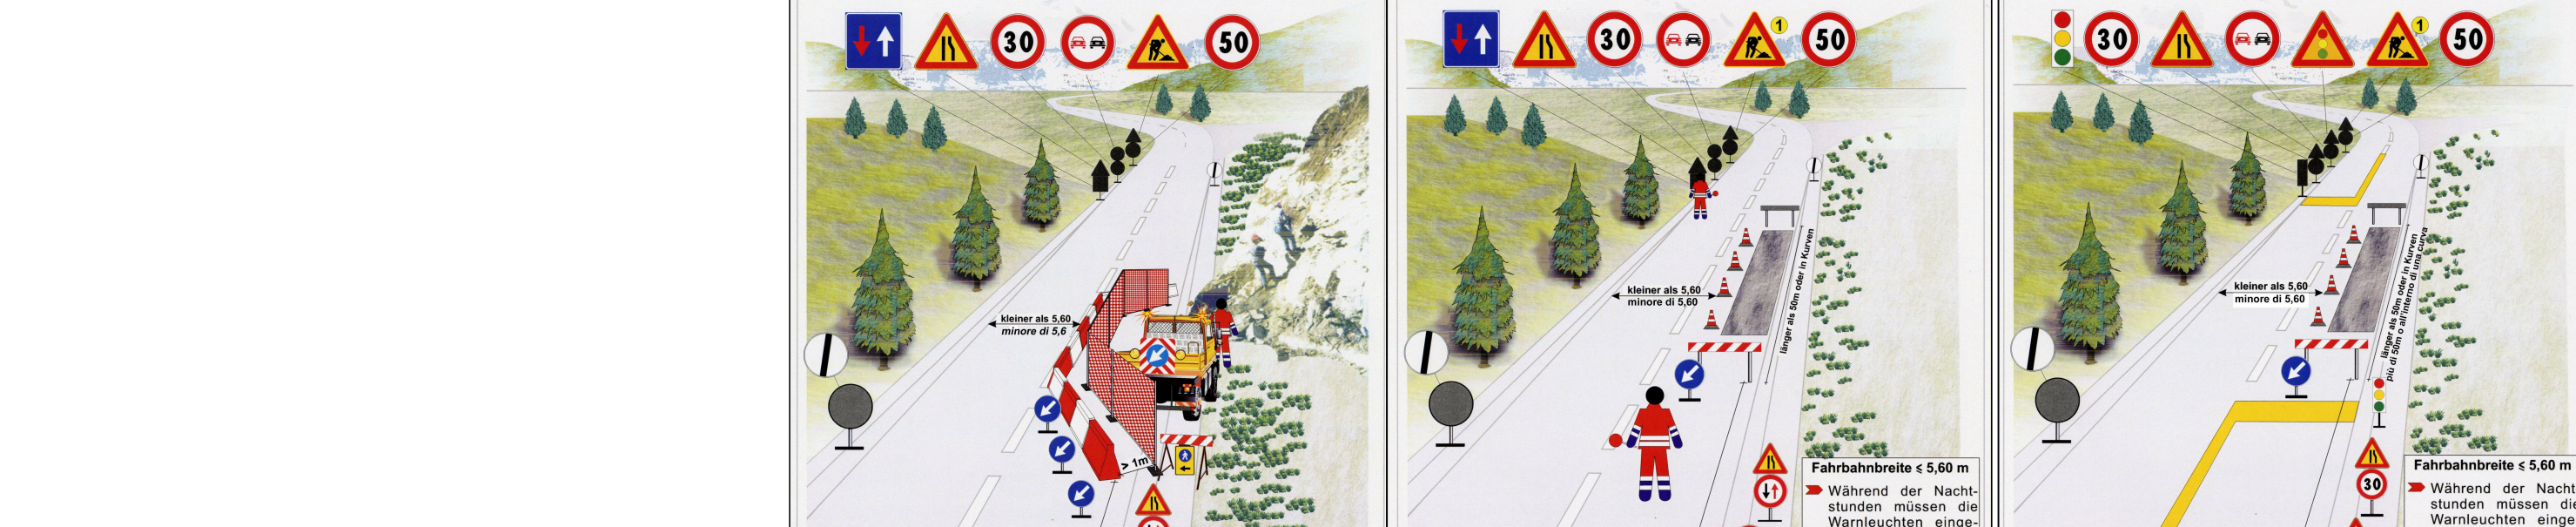 30
50
kleiner als 5,60
minore di 5,6
> 1m
30
1
50
kleiner als 5,60
minore di 5,60
länger als 50m oder in Kurven
Fahrbahnbreite ≤ 5,60 m
Während der Nacht-
stunden müssen die
Warnleuchten einge-
30
1
50
kleiner als 5,60
minore di 5,60
länger als 50m oder in Kurven
più di 50m o all'interno di una curva
30
Fahrbahnbreite ≤ 5,60 m
Während der Nacht
stunden müssen die
Warnleuchten einge